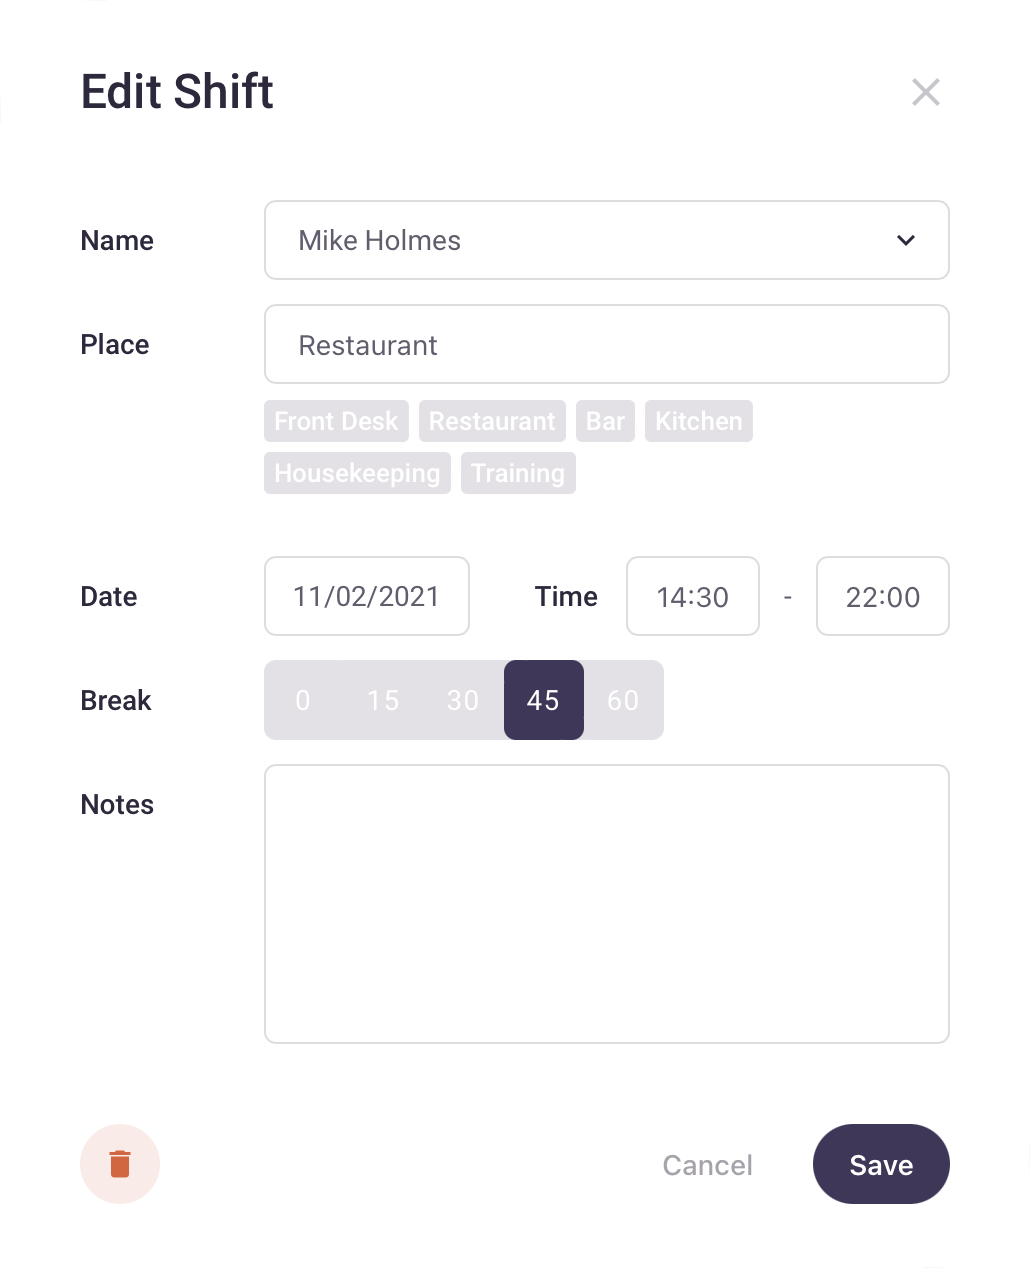 Edit Shift
Name Mike Holmes
Place Restaurant
Front Desk Restaurant Bar Kitchen
Housekeeping Training
Date 11/02/2021 Time 14:30 - 22:00
Break 0 15 30 45 60
Notes
Cancel Save